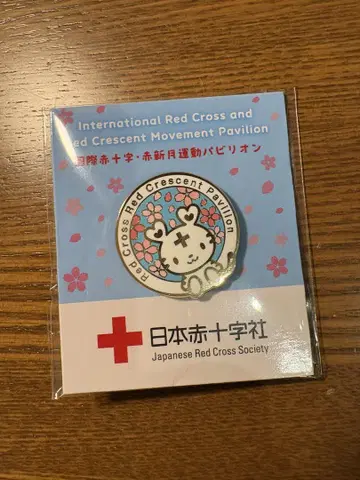 International Red Cross and
Red Crescent Movement Pavilion
国際赤十字・赤新月運動パビリオン
Red Cross Red Crescent Pavilion
日本赤十字社
Japanese Red Cross Society